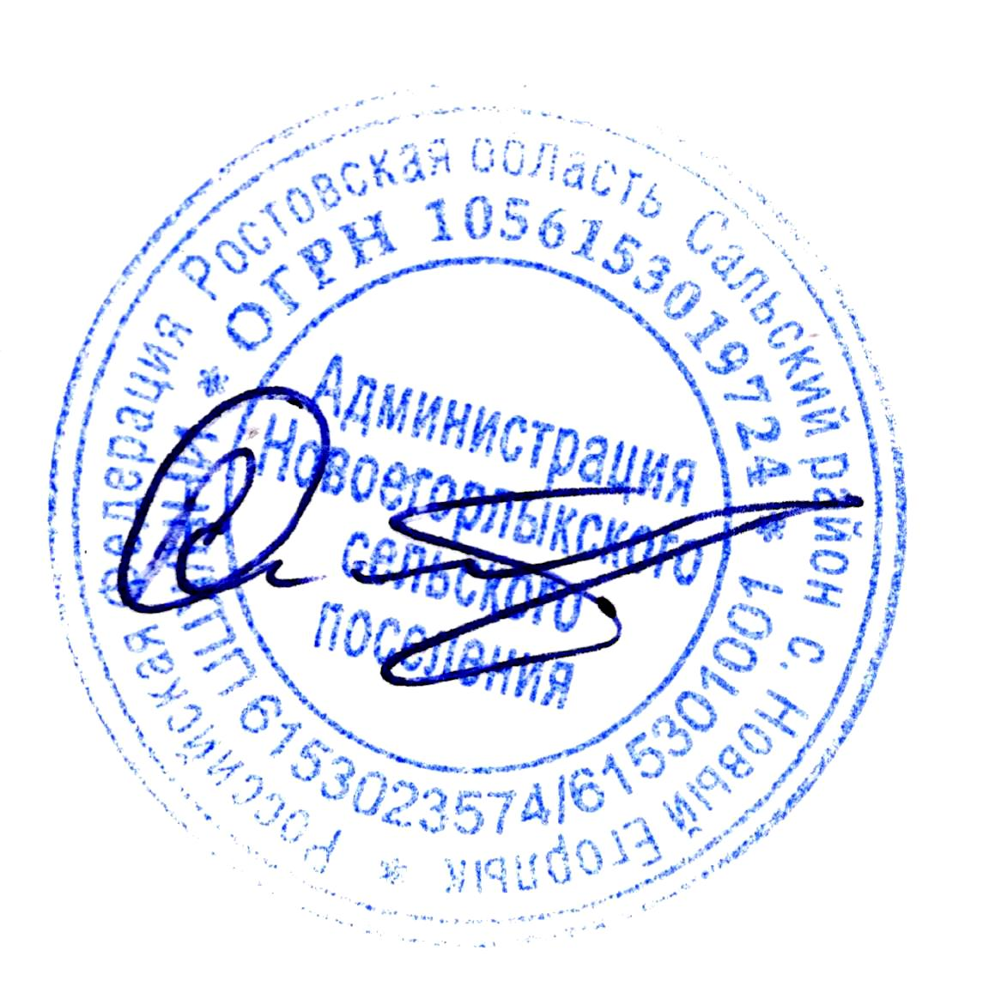 Российская Федерация Ростовская область Сальский район с. Новый Егорлык *
* ОГРН 1056153019724 *
ИНН/КПП 6153023574/615301001
Администрация
Новоегорлыкского
сельского
поселения